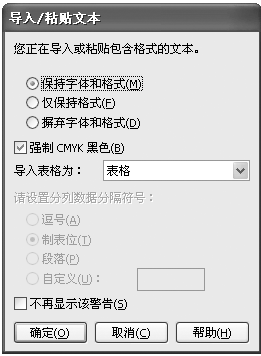 导入/粘贴文本
您正在导入或粘贴包含格式的文本。
保持字体和格式(M)
仅保持格式(F)
摒弃字体和格式(D)
强制 CMYK 黑色(B)
导入表格为： 表格
请设置分列数据分隔符号：
逗号(A)
制表位(T)
段落(P)
自定义(U)：
不再显示该警告(S)
确定(O) 取消(C) 帮助(H)